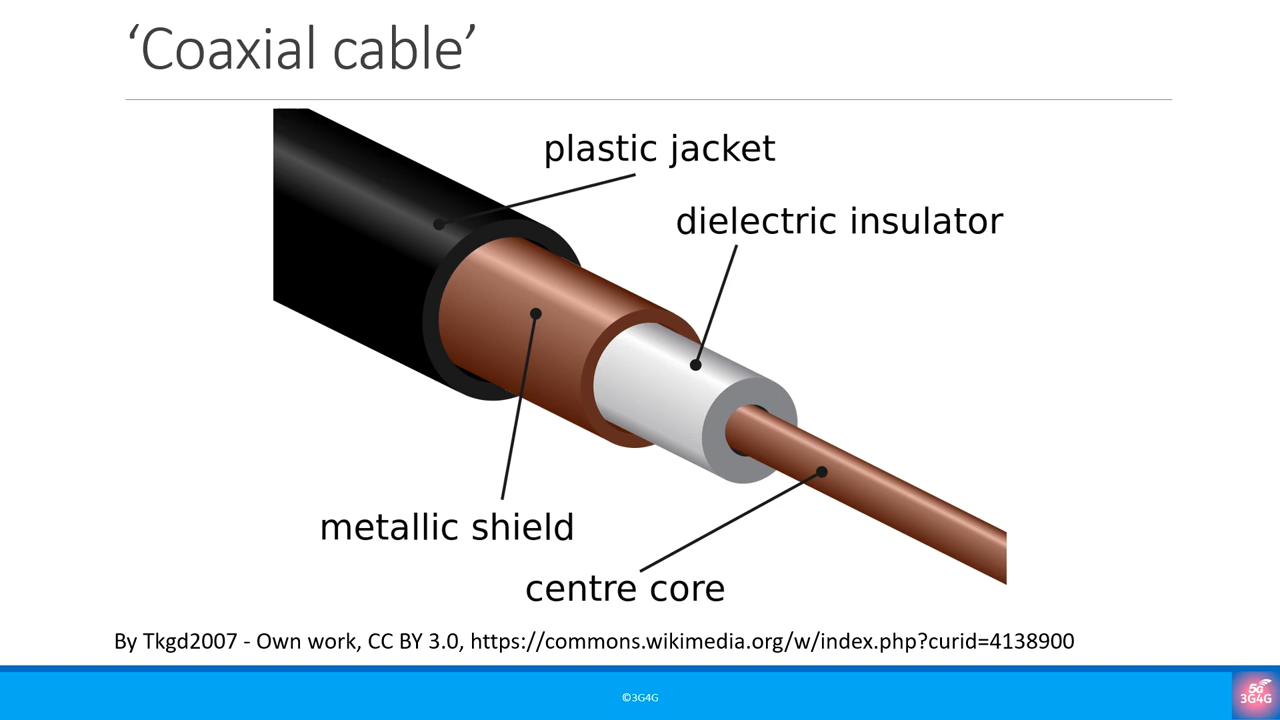 ‘Coaxial cable’
plastic jacket
dielectric insulator
metallic shield
centre core
By Tkgd2007 - Own work, CC BY 3.0, https://commons.wikimedia.org/w/index.php?curid=4138900
©3G4G
5G
3G4G